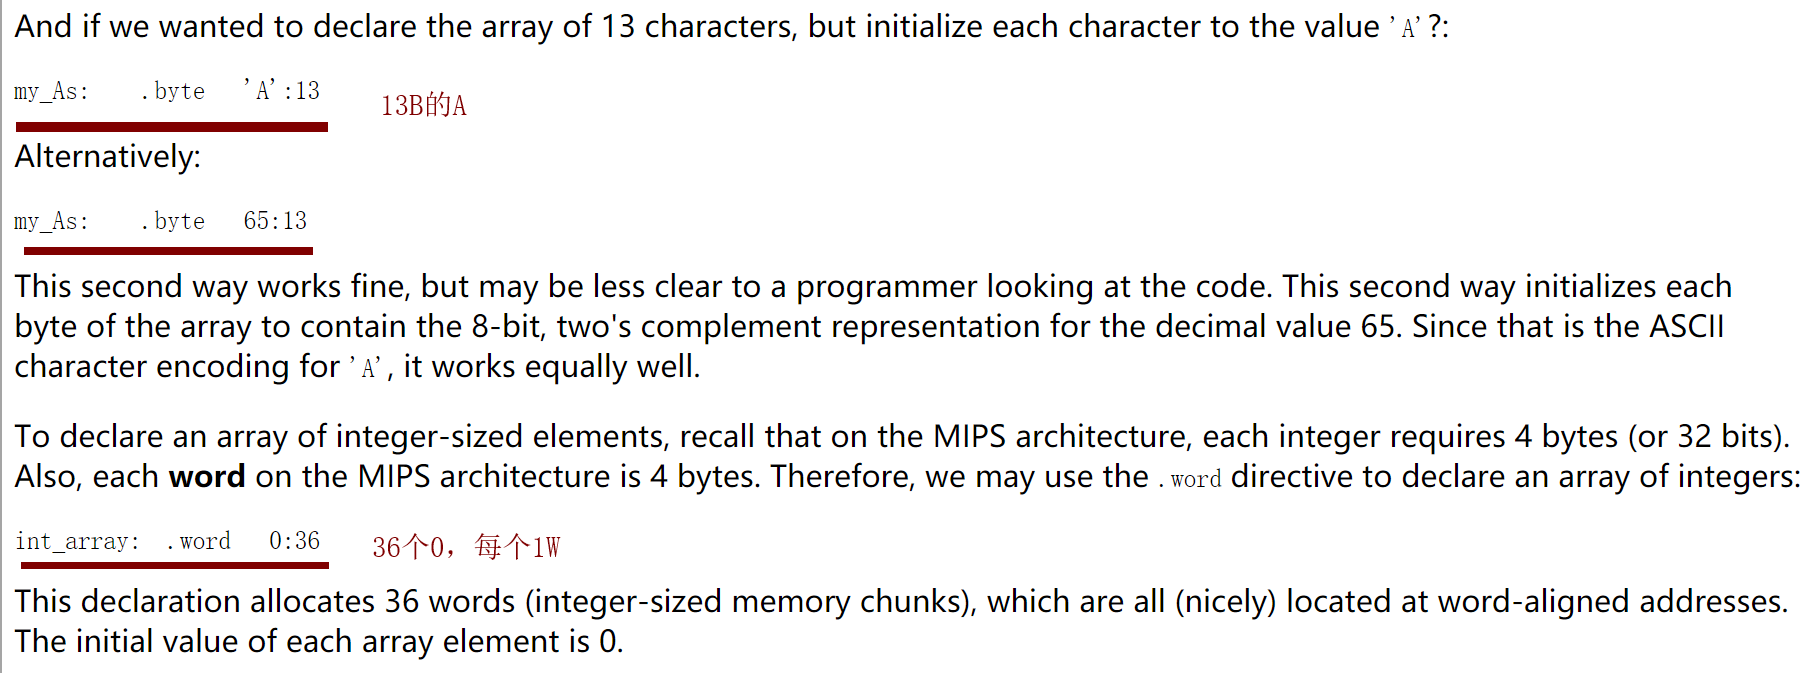 And if we wanted to declare the array of 13 characters, but initialize each character to the value 'A'?:
my_As: .byte 'A':13
13B的A
Alternatively:
my_As: .byte 65:13
This second way works fine, but may be less clear to a programmer looking at the code. This second way initializes each
byte of the array to contain the 8-bit, two's complement representation for the decimal value 65. Since that is the ASCII
character encoding for 'A', it works equally well.
To declare an array of integer-sized elements, recall that on the MIPS architecture, each integer requires 4 bytes (or 32 bits).
Also, each word on the MIPS architecture is 4 bytes. Therefore, we may use the .word directive to declare an array of integers:
int_array: .word 0:36
36个0，每个1W
This declaration allocates 36 words (integer-sized memory chunks), which are all (nicely) located at word-aligned addresses.
The initial value of each array element is 0.